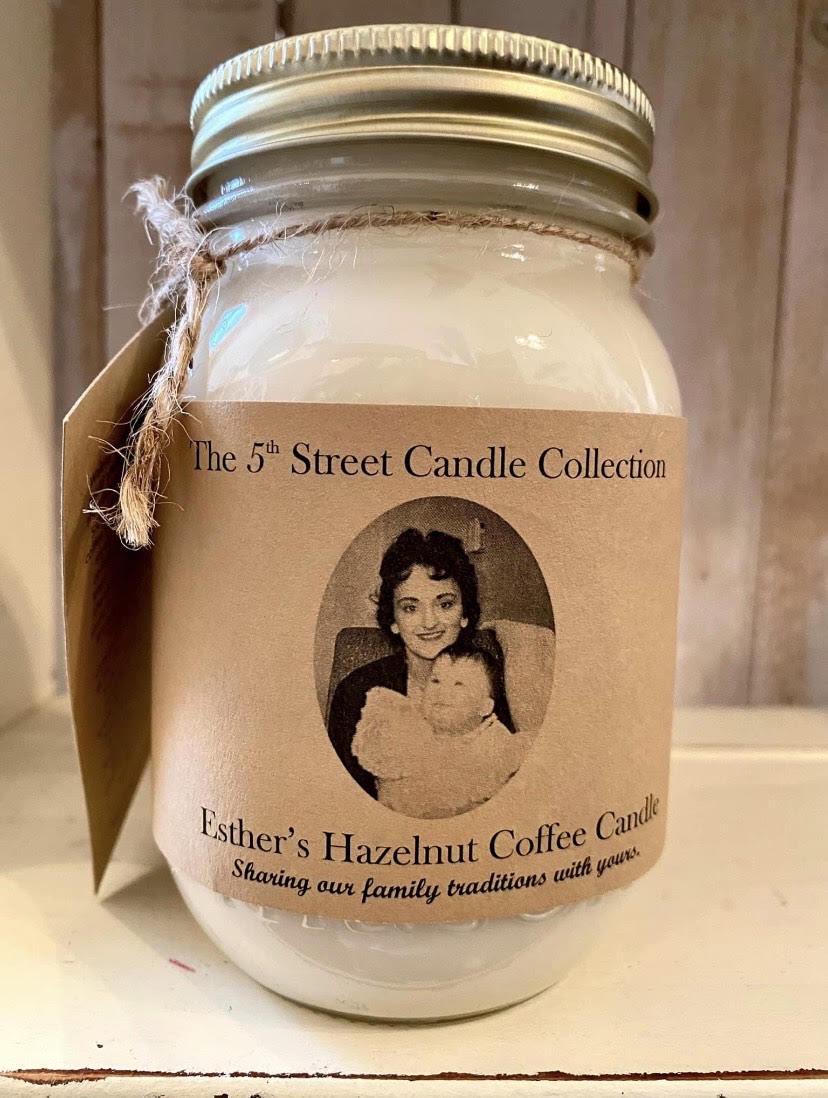 The 5th Street Candle Collection
Esther's Hazelnut Coffee Candle
Sharing our family traditions with yours.